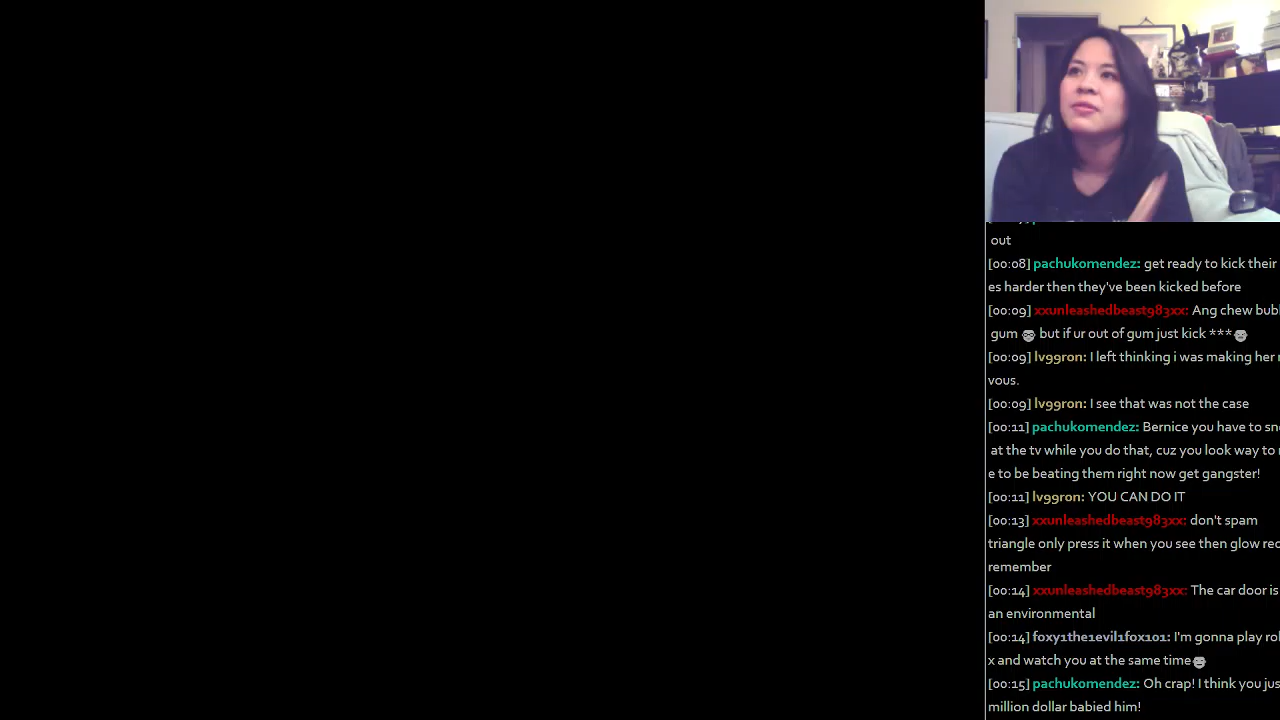 out
[00:08] pachukomendez: get ready to kick their
es harder then they've been kicked before
[00:09] xxunleashedbeast983xx: Ang chew bubl
gum but if ur out of gum just kick ***
[00:09] lv99ron: I left thinking i was making her
vous.
[00:09] lv99ron: I see that was not the case
[00:11] pachukomendez: Bernice you have to sn
at the tv while you do that, cuz you look way to
e to be beating them right now get gangster!
[00:11] lv99ron: YOU CAN DO IT
[00:13] xxunleashedbeast983xx: don't spam
triangle only press it when you see then glow red
remember
[00:14] xxunleashedbeast983xx: The car door is
an environmental
[00:14] foxy1the1evil1fox101: I'm gonna play rob
x and watch you at the same time
[00:15] pachukomendez: Oh crap! I think you jus
million dollar babied him!